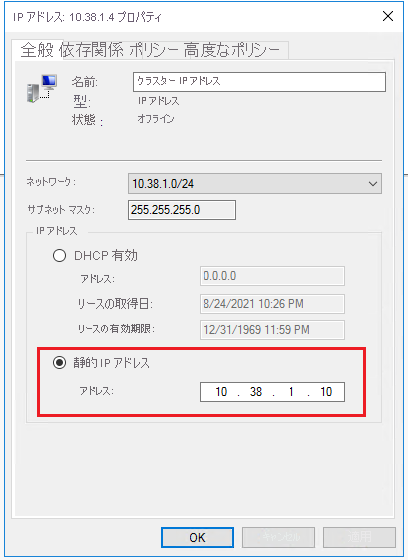 IP アドレス: 10.38.1.4 プロパティ
全般 依存関係 ポリシー 高度なポリシー
名前: クラスター IP アドレス
型: IP アドレス
状態: オフライン
ネットワーク: 10.38.1.0/24
サブネット マスク: 255.255.255.0
IP アドレス
DHCP 有効
アドレス: 0.0.0.0
リースの取得日: 8/24/2021 10:26 PM
リースの有効期限: 12/31/1969 11:59 PM
静的 IP アドレス
アドレス: 10 . 38 . 1 . 10
OK キャンセル 適用